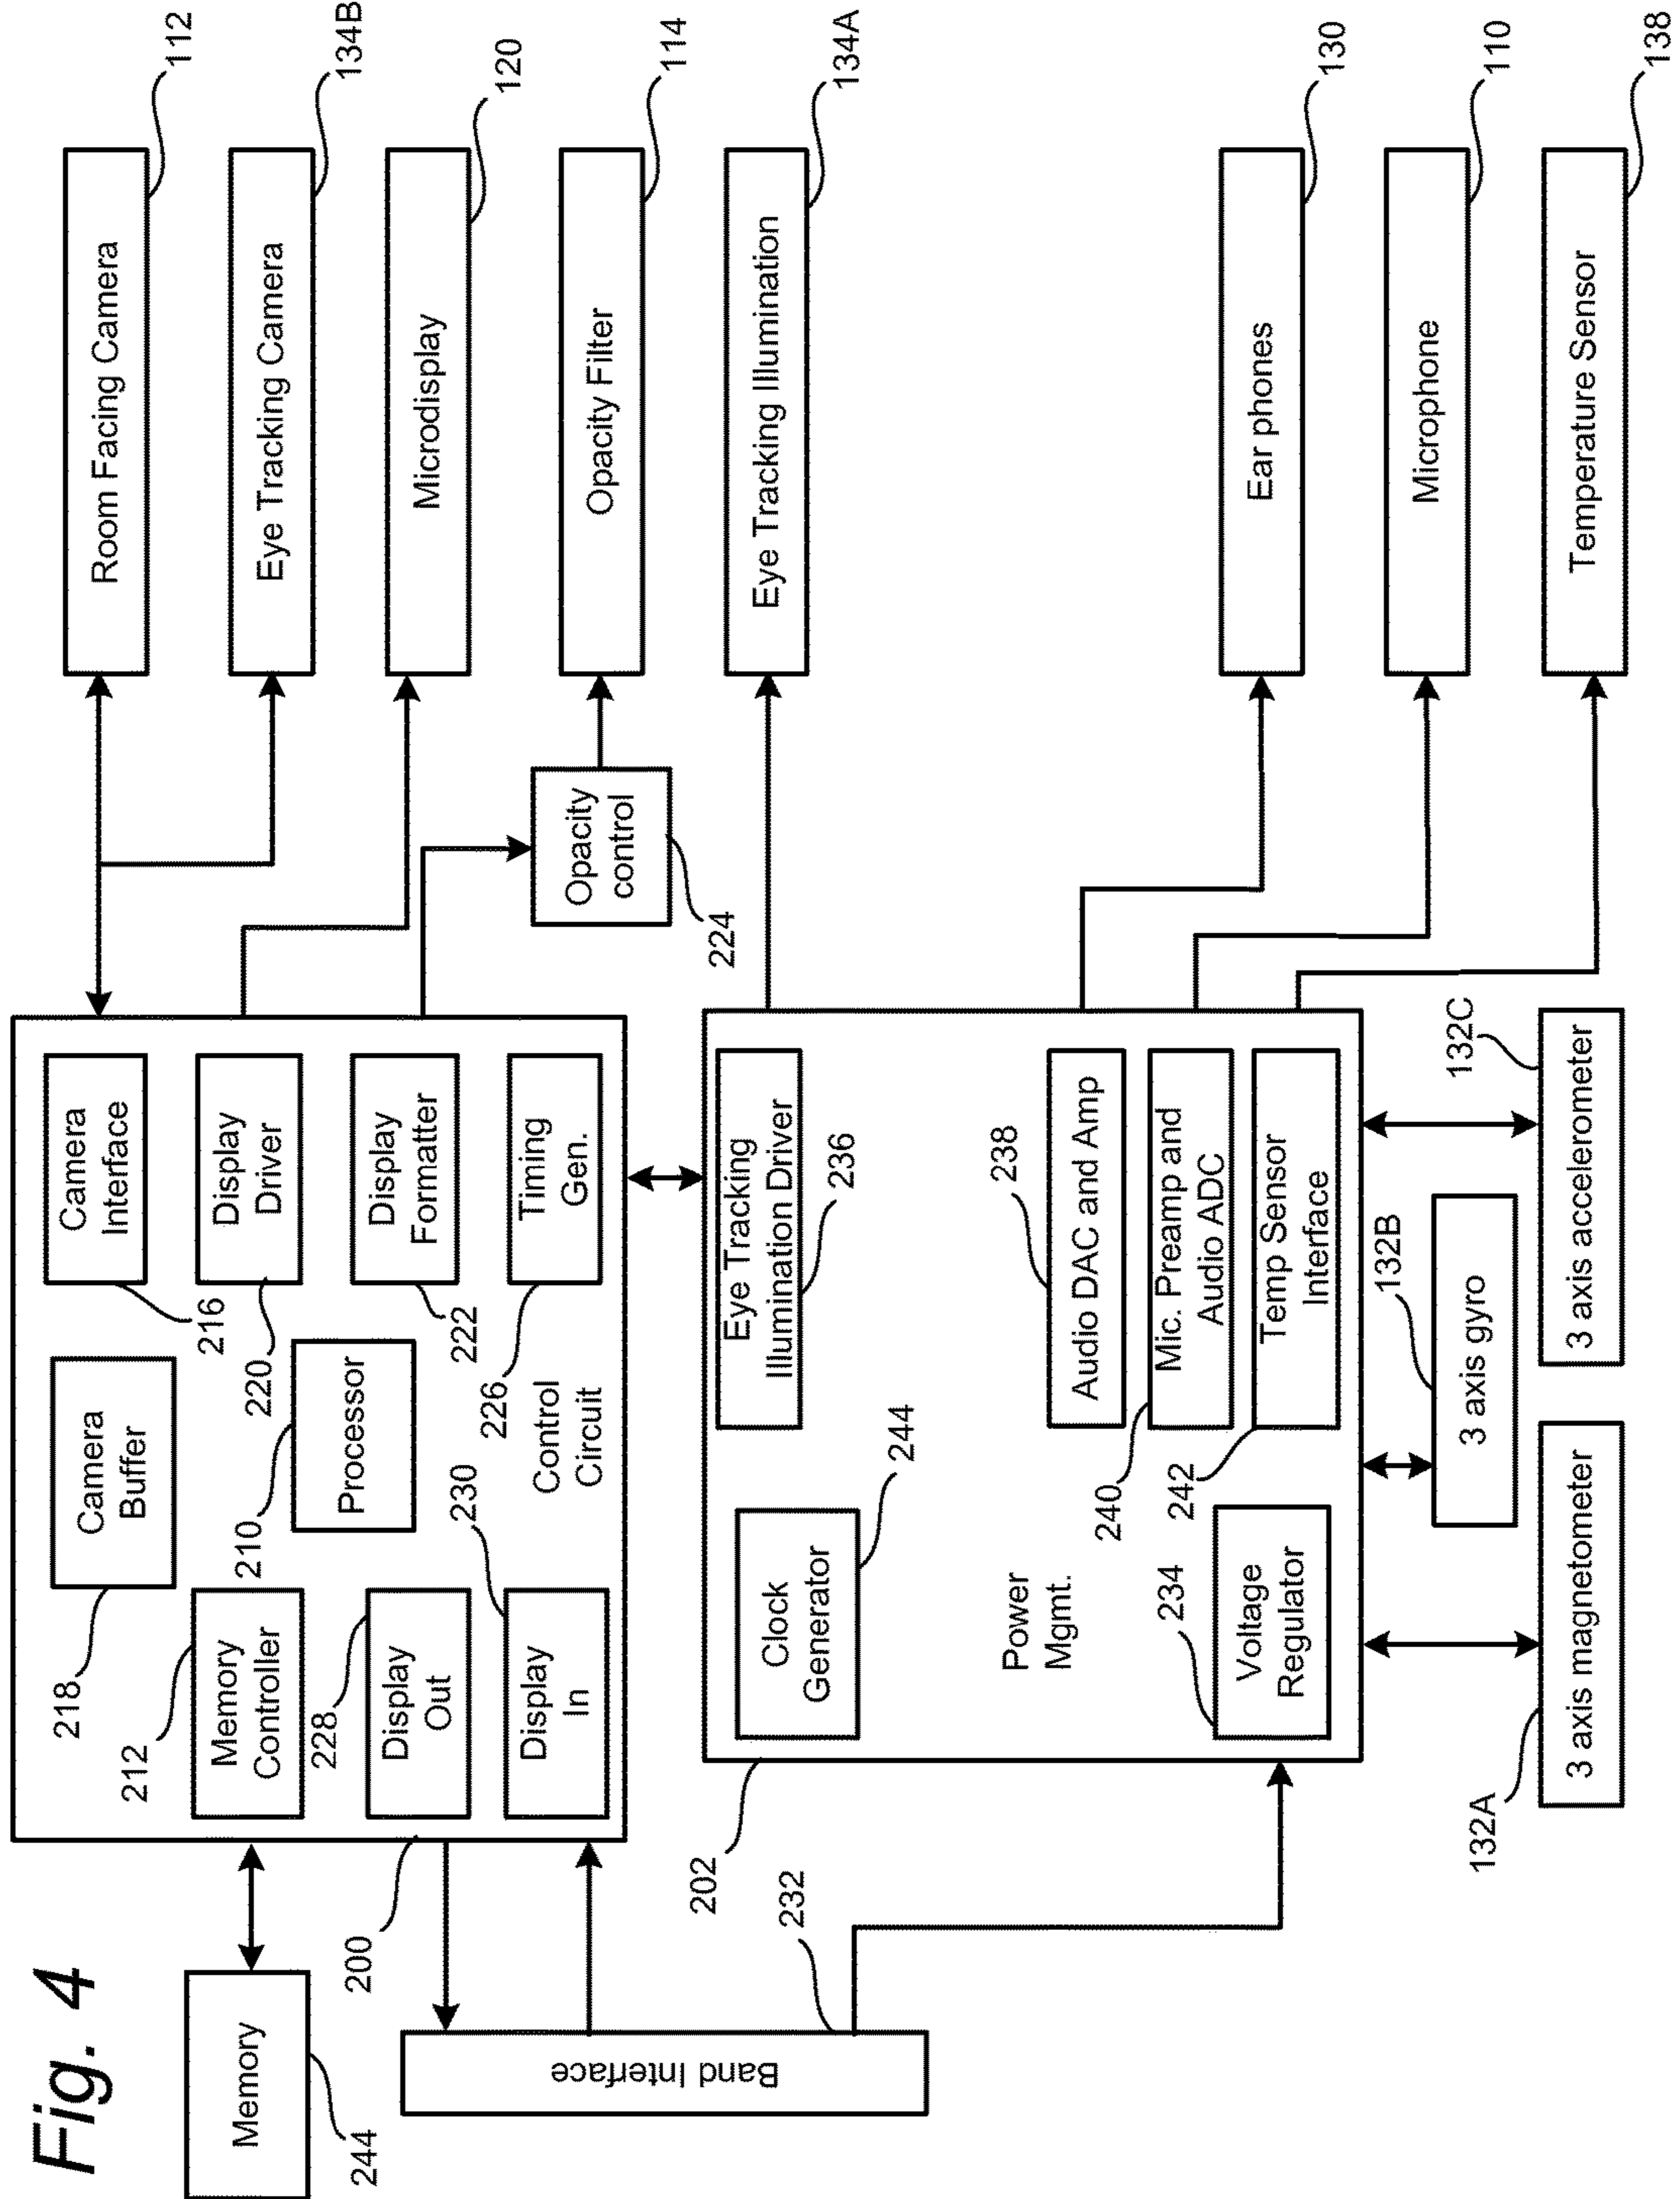 Fig. 4
Memory
244
Band Interface
232
200
218
Camera
Buffer
212
Memory
Controller
210
Processor
228
Display
Out
230
Display
In
Control
Circuit
Camera
Interface
216
Display
Driver
220
Display
Formatter
222
Timing
Gen.
226
Room Facing Camera
112
Eye Tracking Camera
134B
Microdisplay
120
Opacity
control
224
Opacity Filter
114
Eye Tracking Illumination
134A
202
Clock
Generator
244
Power
Mgmt.
234
Voltage
Regulator
Eye Tracking
Illumination Driver
236
238
Audio DAC and Amp
240
Mic. Preamp and
Audio ADC
242
Temp Sensor
Interface
Ear phones
130
Microphone
110
Temperature Sensor
138
132A
3 axis magnetometer
132B
3 axis gyro
132C
3 axis accelerometer